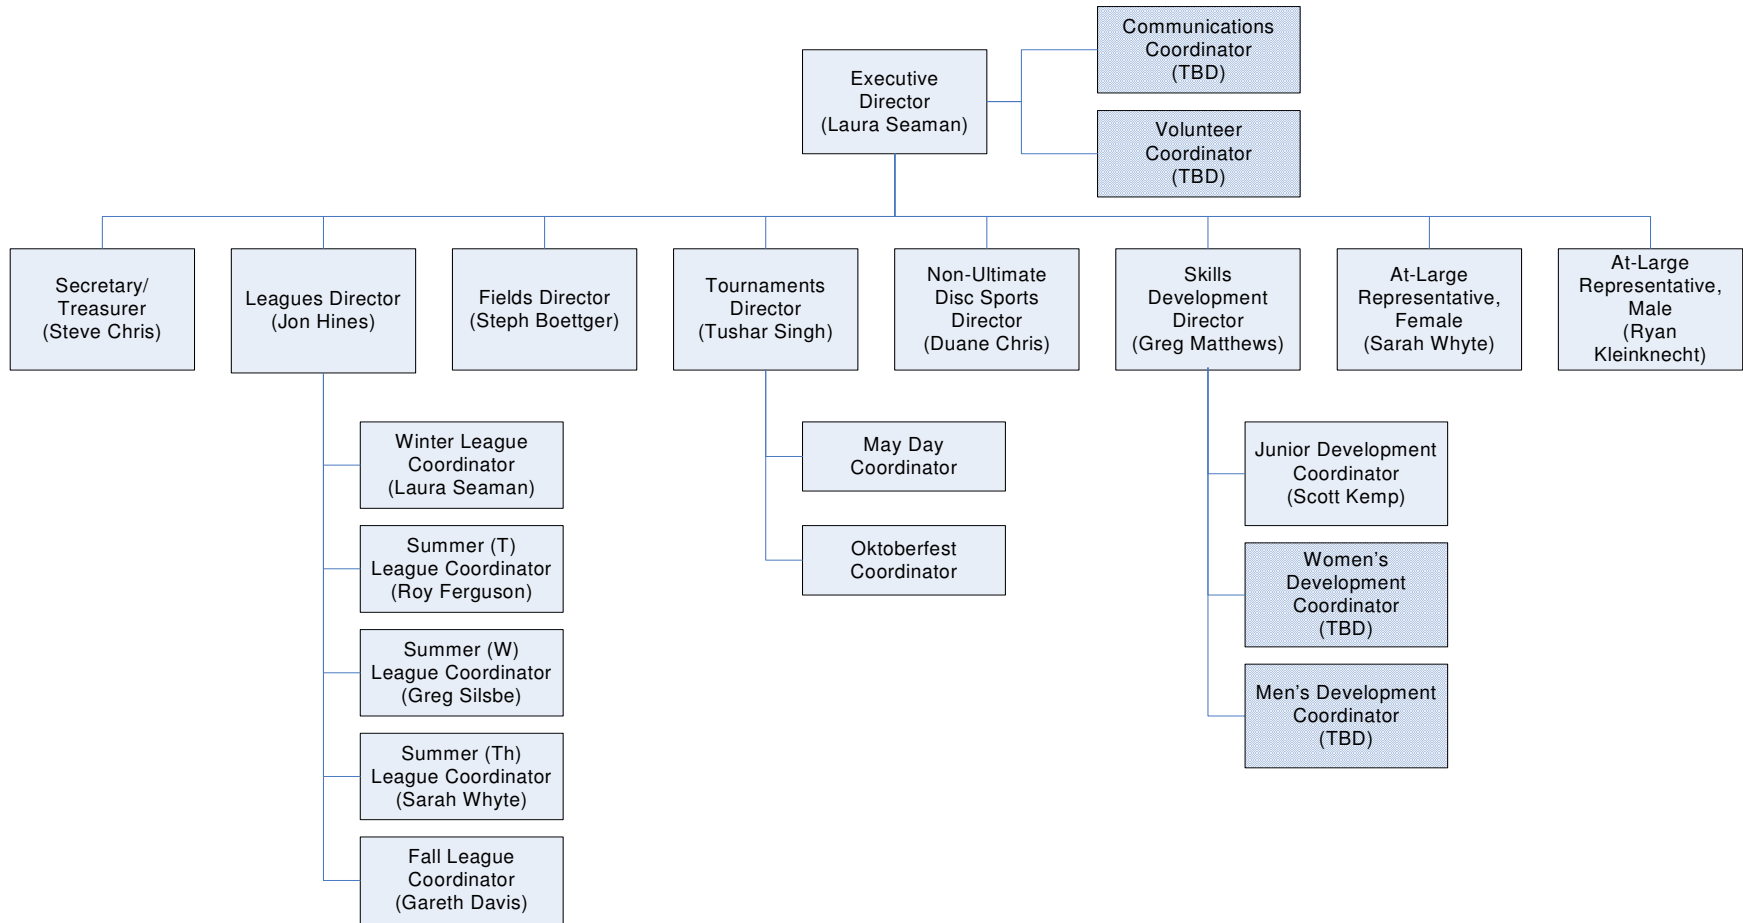 Communications
Coordinator
(TBD)
Executive
Director
(Laura Seaman)
Volunteer
Coordinator
(TBD)
Secretary/
Treasurer
(Steve Chris)
Leagues Director
(Jon Hines)
Fields Director
(Steph Boettger)
Tournaments
Director
(Tushar Singh)
Non-Ultimate
Disc Sports
Director
(Duane Chris)
Skills
Development
Director
(Greg Matthews)
At-Large
Representative,
Female
(Sarah Whyte)
At-Large
Representative,
Male
(Ryan
Kleinknecht)
Winter League
Coordinator
(Laura Seaman)
Summer (T)
League Coordinator
(Roy Ferguson)
Summer (W)
League Coordinator
(Greg Silsbe)
Summer (Th)
League Coordinator
(Sarah Whyte)
Fall League
Coordinator
(Gareth Davis)
May Day
Coordinator
Oktoberfest
Coordinator
Junior Development
Coordinator
(Scott Kemp)
Women's
Development
Coordinator
(TBD)
Men's Development
Coordinator
(TBD)